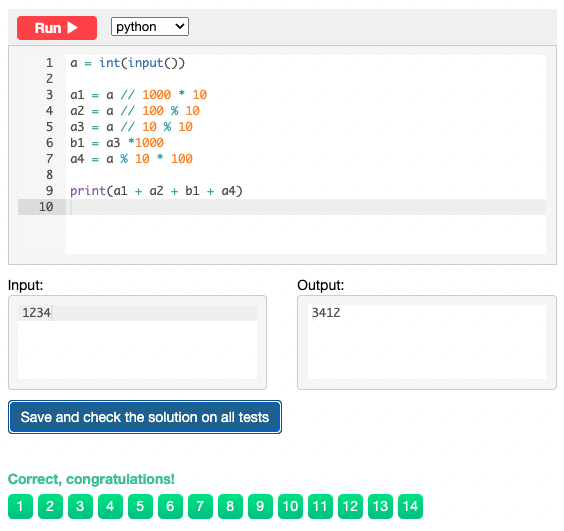 Run python
1 a = int(input())
2
3 a1 = a // 1000 * 10
4 a2 = a // 100 % 10
5 a3 = a // 10 % 10
6 b1 = a3 *1000
7 a4 = a % 10 * 100
8
9 print(a1 + a2 + b1 + a4)
10
Input: Output:
1234 3412
Save and check the solution on all tests
Correct, congratulations!
1 2 3 4 5 6 7 8 9 10 11 12 13 14